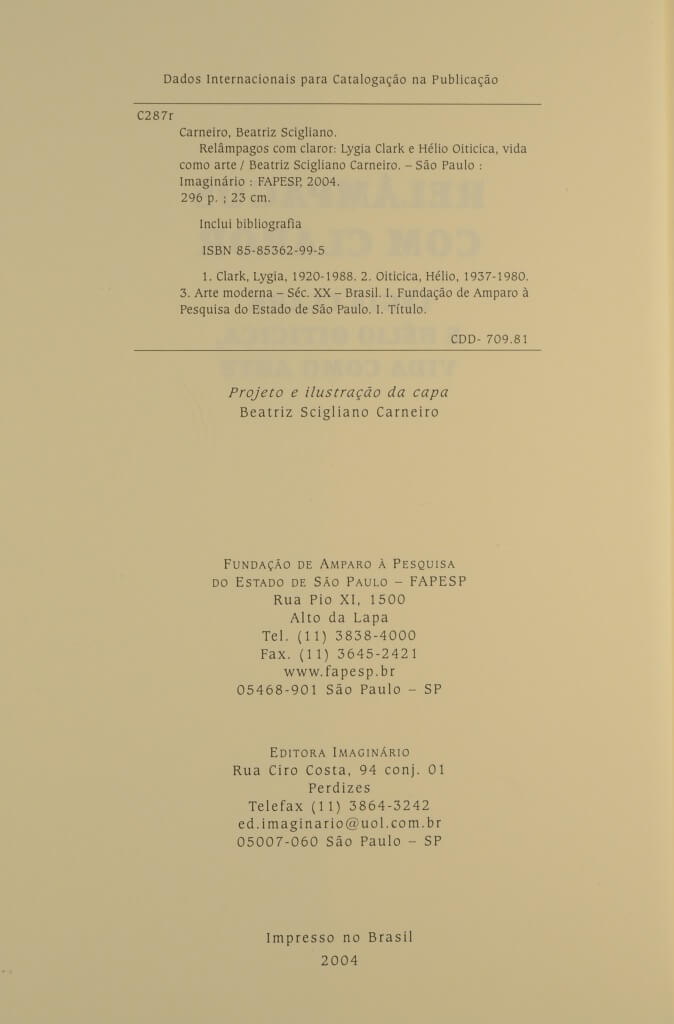 Dados Internacionais para Catalogação na Publicação
C287r
Carneiro, Beatriz Scigliano.
Relâmpagos com claror: Lygia Clark e Hélio Oiticica, vida
como arte / Beatriz Scigliano Carneiro. – São Paulo :
Imaginário : FAPESP, 2004.
296 p. ; 23 cm.
Inclui bibliografia
ISBN 85-85362-99-5
1. Clark, Lygia, 1920-1988. 2. Oiticica, Hélio, 1937-1980.
3. Arte moderna – Séc. XX – Brasil. I. Fundação de Amparo à
Pesquisa do Estado de São Paulo. I. Título.
CDD- 709.81
Projeto e ilustração da capa
Beatriz Scigliano Carneiro
FUNDAÇÃO DE AMPARO À PESQUISA
DO ESTADO DE SÃO PAULO – FAPESP
Rua Pio XI, 1500
Alto da Lapa
Tel. (11) 3838-4000
Fax. (11) 3645-2421
www.fapesp.br
05468-901 São Paulo – SP
EDITORA IMAGINÁRIO
Rua Ciro Costa, 94 conj. 01
Perdizes
Telefax (11) 3864-3242
ed.imaginario@uol.com.br
05007-060 São Paulo – SP
Impresso no Brasil
2004